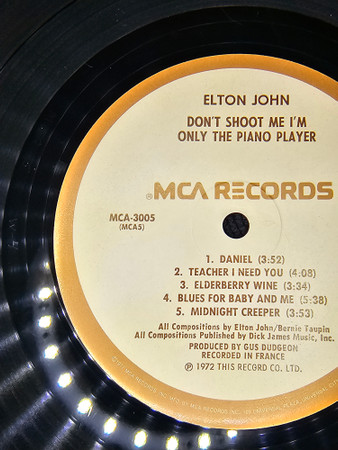 ELTON JOHN
DON'T SHOOT ME I'M
ONLY THE PIANO PLAYER
®MCA RECORDS
MCA-3005
(MCA5)
1. DANIEL (3:52)
2. TEACHER I NEED YOU (4:08)
3. ELDERBERRY WINE (3:34)
4. BLUES FOR BABY AND ME (5:38)
5. MIDNIGHT CREEPER (3:53)
All Compositions by Elton John/Bernie Taupin
All Compositions Published by Dick James Music, Inc.
PRODUCED BY GUS DUDGEON
RECORDED IN FRANCE
℗ 1972 THIS RECORD CO. LTD.